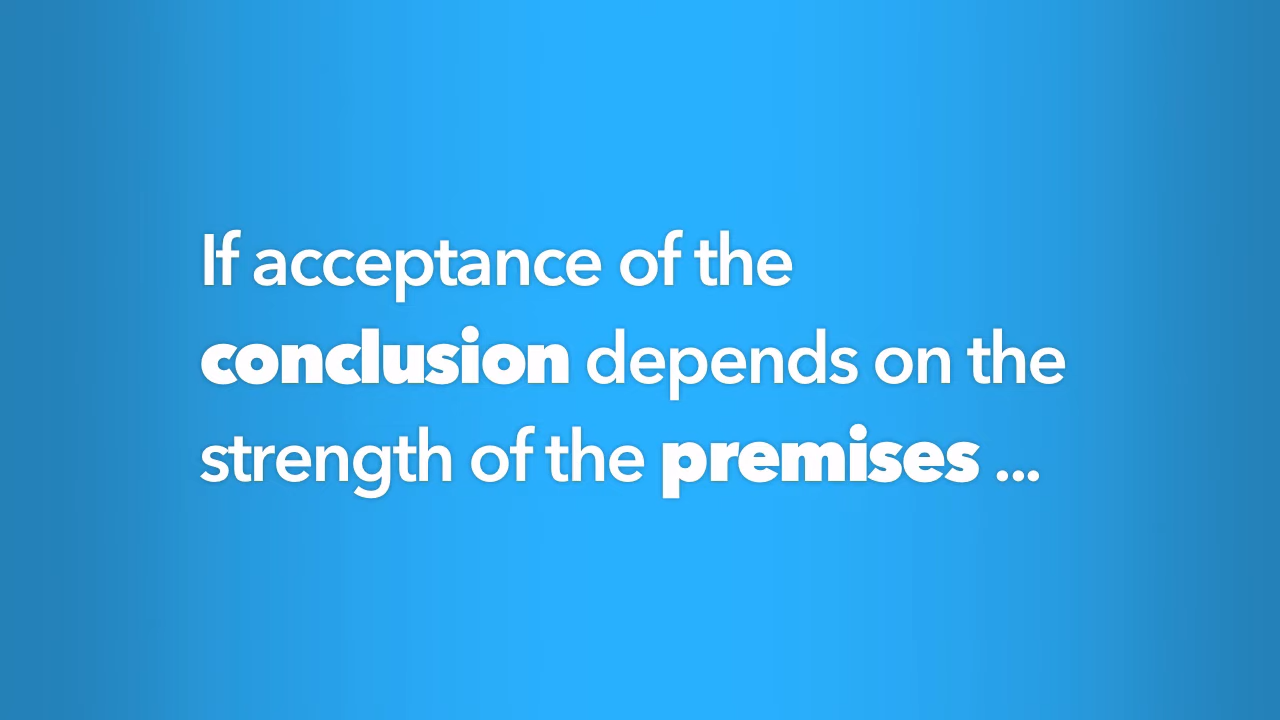 If acceptance of the
conclusion depends on the
strength of the premises ...